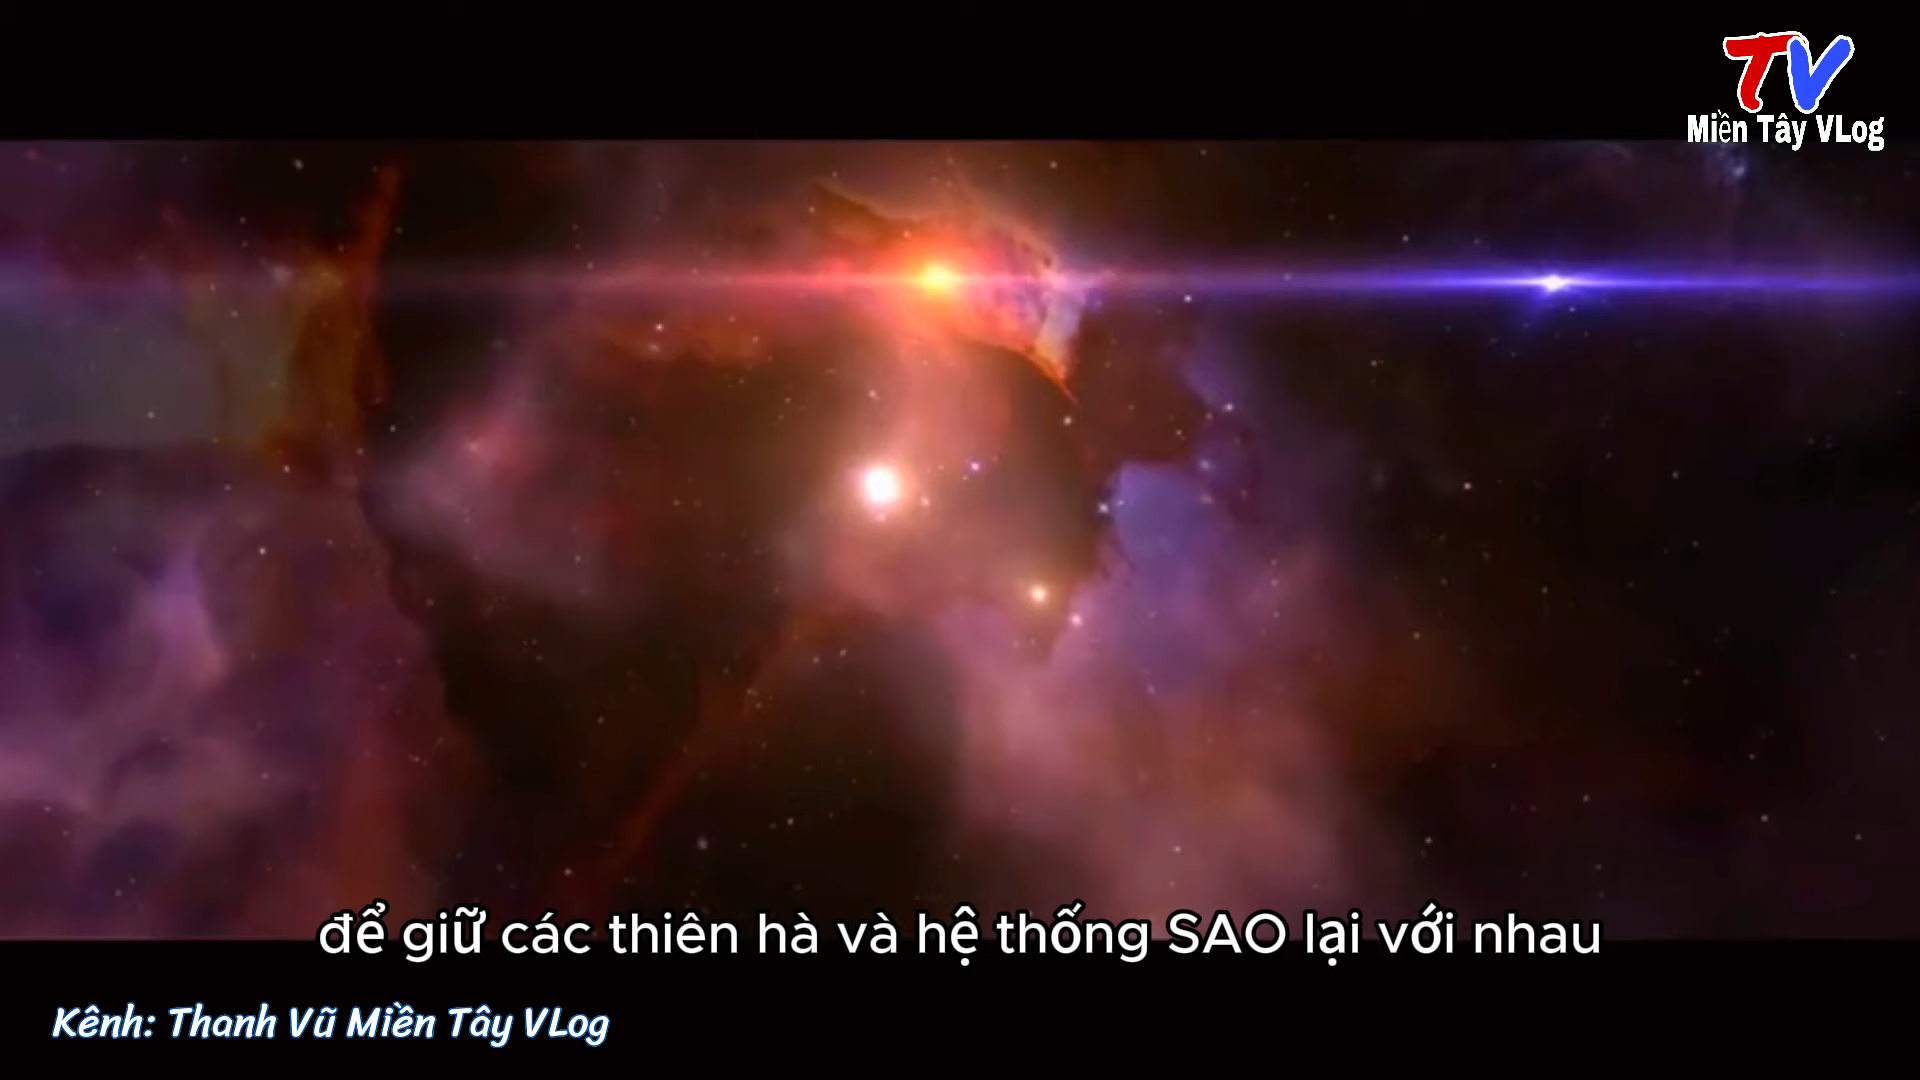 TV
Miền Tây VLog
để giữ các thiên hà và hệ thống SAO lại với nhau
Kênh: Thanh Vũ Miền Tây VLog